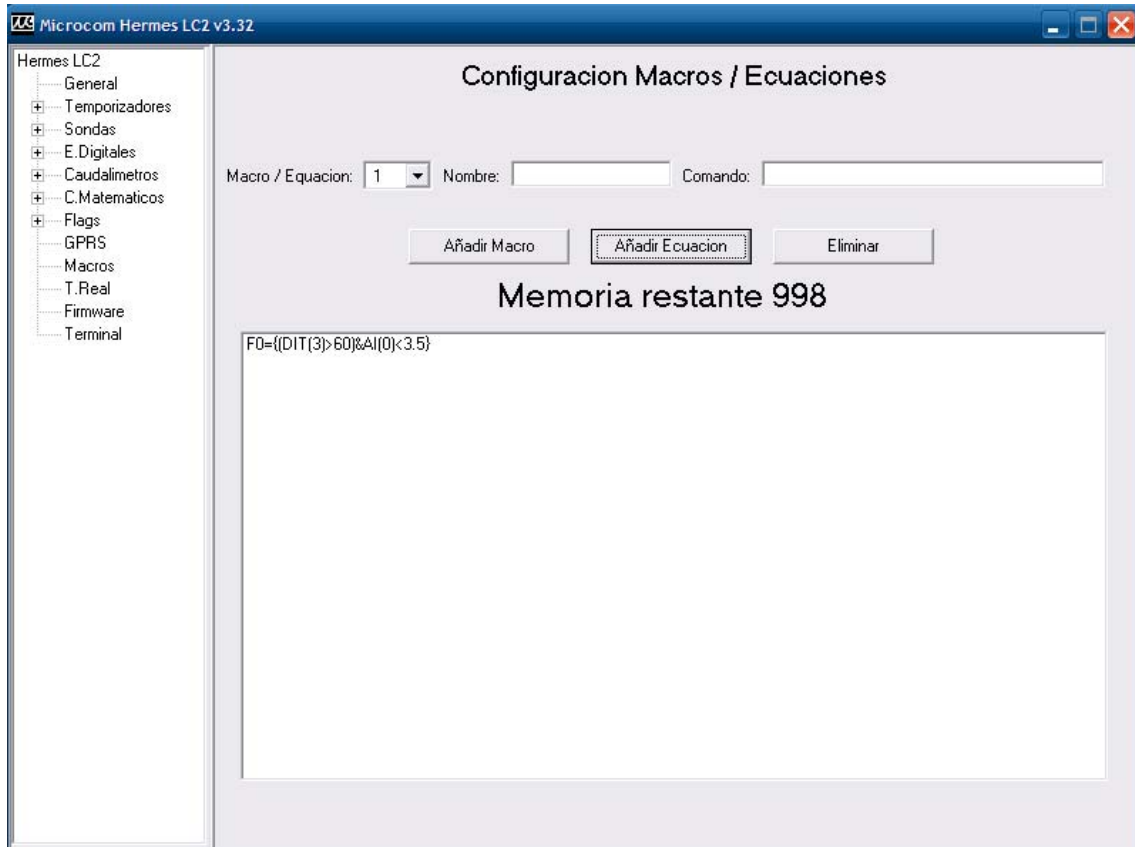 Microcom Hermes LC2 v3.32
Hermes LC2
General
Temporizadores
Sondas
E.Digitales
Caudalimetros
C.Matematicos
Flags
GPRS
Macros
T.Real
Firmware
Terminal
Configuracion Macros / Ecuaciones
Macro / Equacion: 1 Nombre: Comando:
Añadir Macro Añadir Ecuacion Eliminar
Memoria restante 998
F0={(DIT(3)>60)&AI(0)<3.5}